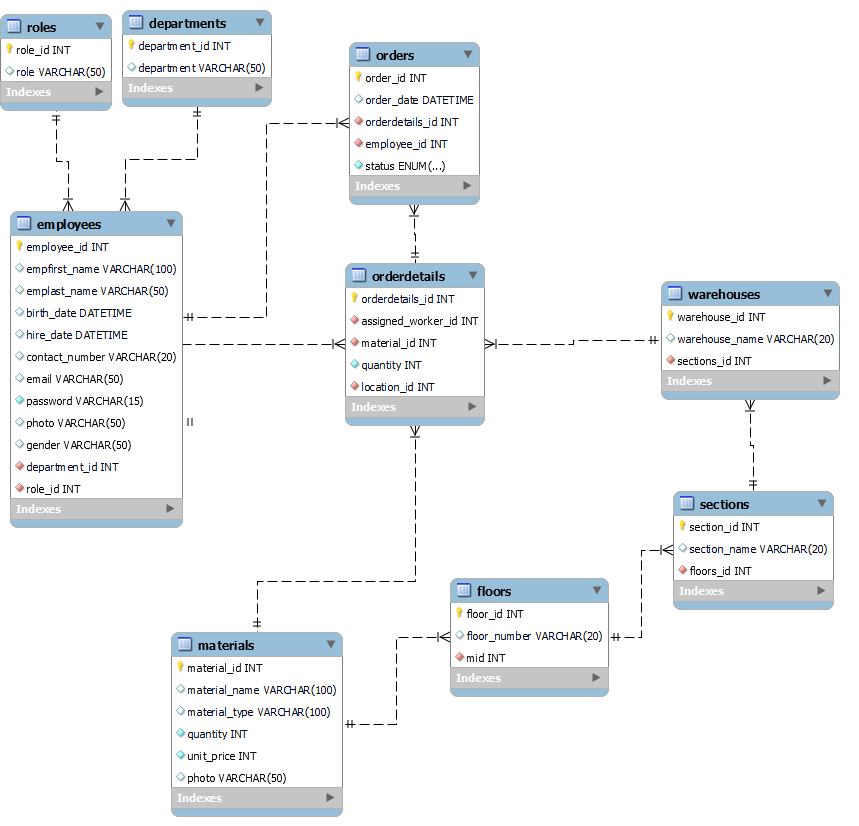 roles
role_id INT
role VARCHAR(50)
Indexes
departments
department_id INT
department VARCHAR(50)
Indexes
orders
order_id INT
order_date DATETIME
orderdetails_id INT
employee_id INT
status ENUM(...)
Indexes
employees
employee_id INT
empfirst_name VARCHAR(100)
emplast_name VARCHAR(50)
birth_date DATETIME
hire_date DATETIME
contact_number VARCHAR(20)
email VARCHAR(50)
password VARCHAR(15)
photo VARCHAR(50)
gender VARCHAR(50)
department_id INT
role_id INT
Indexes
orderdetails
orderdetails_id INT
assigned_worker_id INT
material_id INT
quantity INT
location_id INT
Indexes
warehouses
warehouse_id INT
warehouse_name VARCHAR(20)
sections_id INT
Indexes
sections
section_id INT
section_name VARCHAR(20)
floors_id INT
Indexes
floors
floor_id INT
floor_number VARCHAR(20)
mid INT
Indexes
materials
material_id INT
material_name VARCHAR(100)
material_type VARCHAR(100)
quantity INT
unit_price INT
photo VARCHAR(50)
Indexes